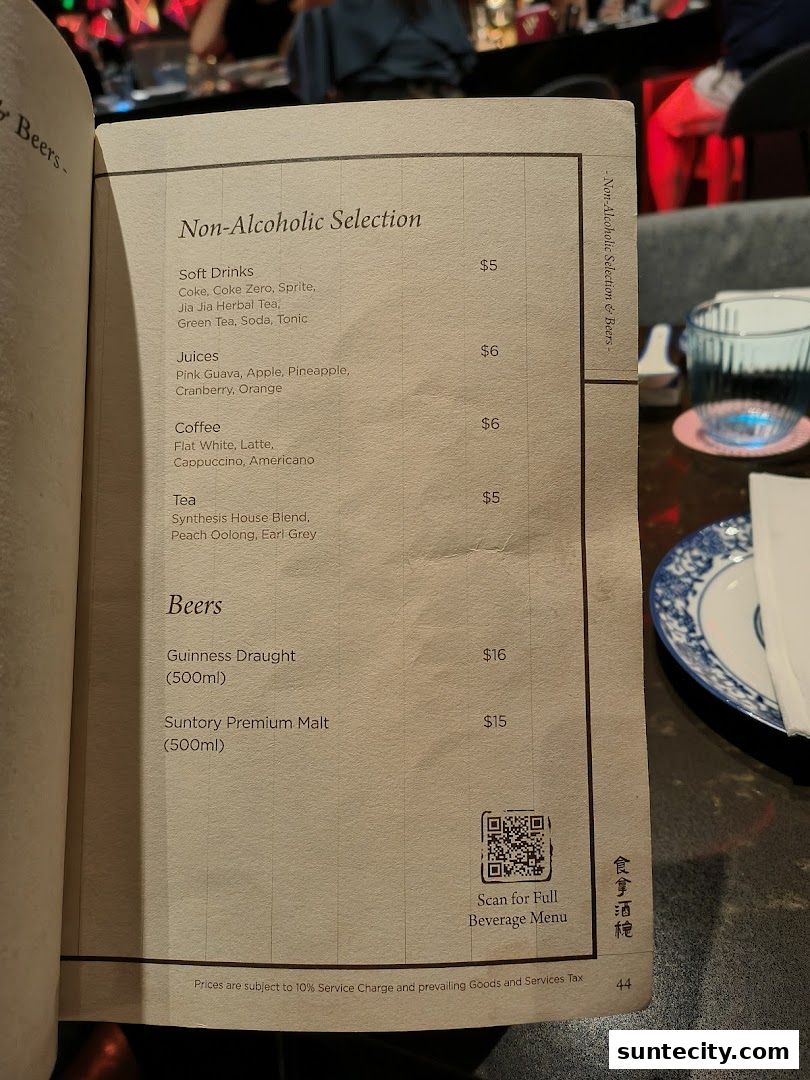 & Beers -
Non-Alcoholic Selection
Soft Drinks $5
Coke, Coke Zero, Sprite,
Jia Jia Herbal Tea,
Green Tea, Soda, Tonic
Juices $6
Pink Guava, Apple, Pineapple,
Cranberry, Orange
Coffee $6
Flat White, Latte,
Cappuccino, Americano
Tea $5
Synthesis House Blend,
Peach Oolong, Earl Grey
Beers
Guinness Draught $16
(500ml)
Suntory Premium Malt $15
(500ml)
Scan for Full
Beverage Menu
Prices are subject to 10% Service Charge and prevailing Goods and Services Tax
- Non-Alcoholic Selection & Beers -
44
suntecity.com